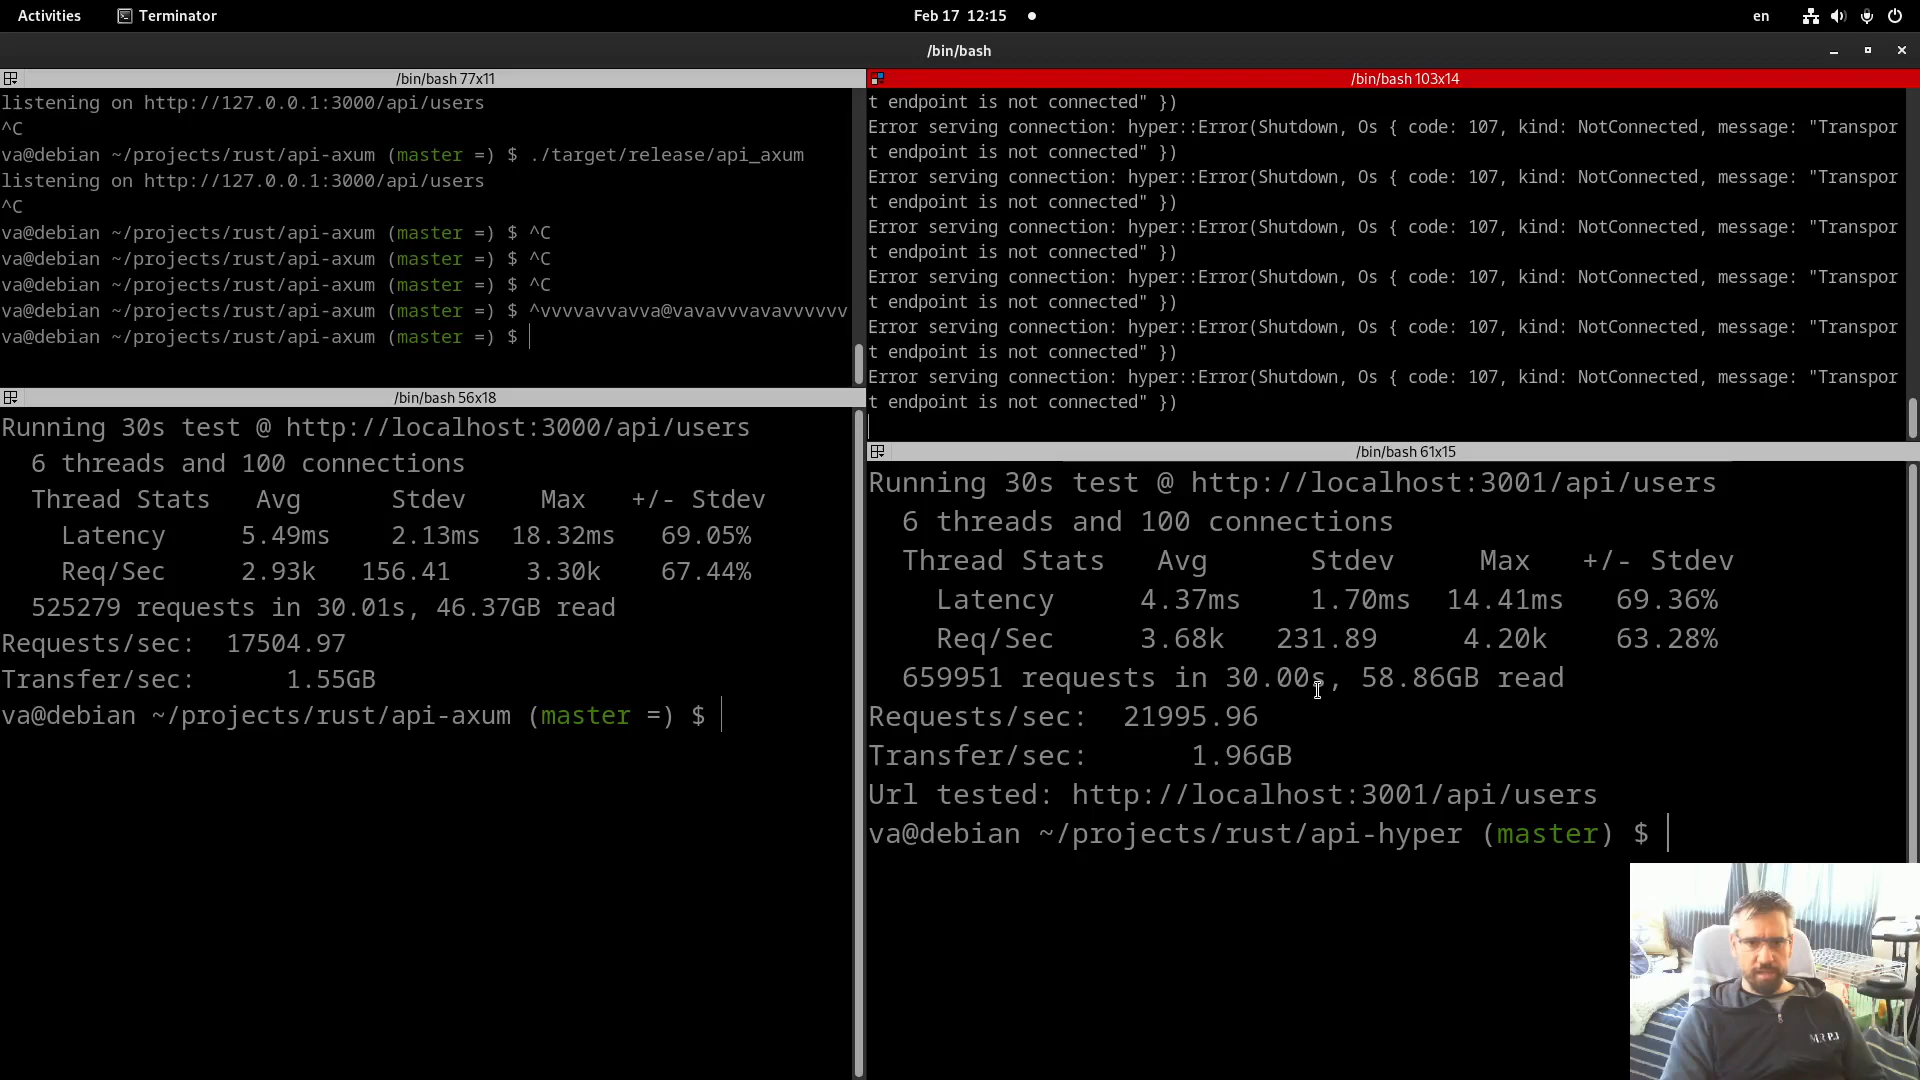 Activities
Terminator
Feb 17 12:15
en
/bin/bash
/bin/bash 77x11
listening on http://127.0.0.1:3000/api/users
^C
va@debian ~/projects/rust/api-axum (master =) $ ./target/release/api_axum
listening on http://127.0.0.1:3000/api/users
^C
va@debian ~/projects/rust/api-axum (master =) $ ^C
va@debian ~/projects/rust/api-axum (master =) $ ^C
va@debian ~/projects/rust/api-axum (master =) $ ^C
va@debian ~/projects/rust/api-axum (master =) $ ^vvvvavvavva@vavavvvavavvvvvv
va@debian ~/projects/rust/api-axum (master =) $
/bin/bash 56x18
Running 30s test @ http://localhost:3000/api/users
6 threads and 100 connections
Thread Stats Avg Stdev Max +/- Stdev
Latency 5.49ms 2.13ms 18.32ms 69.05%
Req/Sec 2.93k 156.41 3.30k 67.44%
525279 requests in 30.01s, 46.37GB read
Requests/sec: 17504.97
Transfer/sec: 1.55GB
va@debian ~/projects/rust/api-axum (master =) $
/bin/bash 103x14
t endpoint is not connected" })
Error serving connection: hyper::Error(Shutdown, Os { code: 107, kind: NotConnected, message: "Transpor
t endpoint is not connected" })
Error serving connection: hyper::Error(Shutdown, Os { code: 107, kind: NotConnected, message: "Transpor
t endpoint is not connected" })
Error serving connection: hyper::Error(Shutdown, Os { code: 107, kind: NotConnected, message: "Transpor
t endpoint is not connected" })
Error serving connection: hyper::Error(Shutdown, Os { code: 107, kind: NotConnected, message: "Transpor
t endpoint is not connected" })
Error serving connection: hyper::Error(Shutdown, Os { code: 107, kind: NotConnected, message: "Transpor
t endpoint is not connected" })
Error serving connection: hyper::Error(Shutdown, Os { code: 107, kind: NotConnected, message: "Transpor
t endpoint is not connected" })
/bin/bash 61x15
Running 30s test @ http://localhost:3001/api/users
6 threads and 100 connections
Thread Stats Avg Stdev Max +/- Stdev
Latency 4.37ms 1.70ms 14.41ms 69.36%
Req/Sec 3.68k 231.89 4.20k 63.28%
659951 requests in 30.00s, 58.86GB read
Requests/sec: 21995.96
Transfer/sec: 1.96GB
Url tested: http://localhost:3001/api/users
va@debian ~/projects/rust/api-hyper (master) $